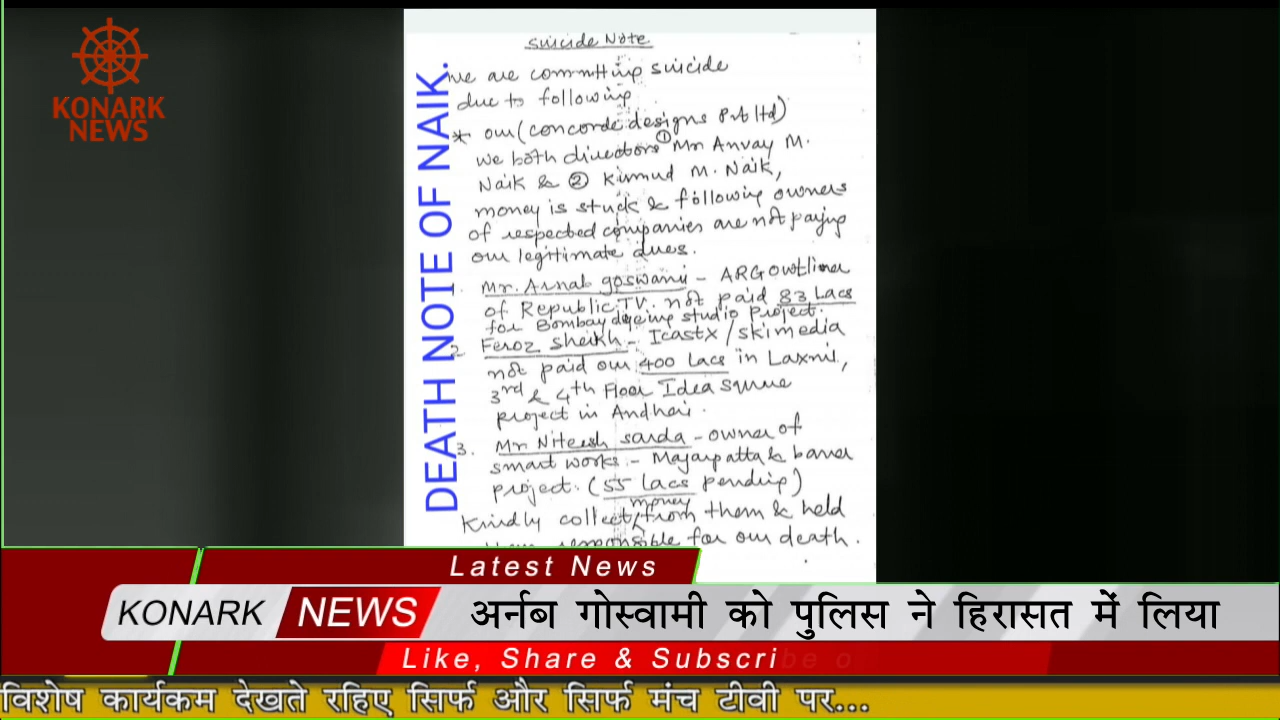 KONARK
NEWS
DEATH NOTE OF NAIK.
Suicide Note
we are committing suicide
due to following
* our (concorde designs Pvt ltd)
we both directors ① Mr Anvay M.
Naik & ② Kumud M. Naik,
money is stuck & following owners
of respected companies are not paying
our legitimate dues.
1. Mr. Arnab goswami - ARG outlier
of Republic TV. not paid 83 Lacs
for Bombay dyeing studio project.
2. Feroz sheikh - Icastx / skimedia
not paid our 400 lacs in Laxmi,
3rd & 4th Floor Idea square
project in Andheri.
3. Mr Niteesh sarda - owner of
smart works - Magarpatta & baner
project. (55 lacs pending)
Kindly collect money from them & held
responsible for our death.
Latest News
KONARK NEWS अर्नब गोस्वामी को पुलिस ने हिरासत में लिया
Like, Share & Subscribe o
विशेष कार्यकम देखते रहिए सिर्फ और सिर्फ मंच टीवी पर...